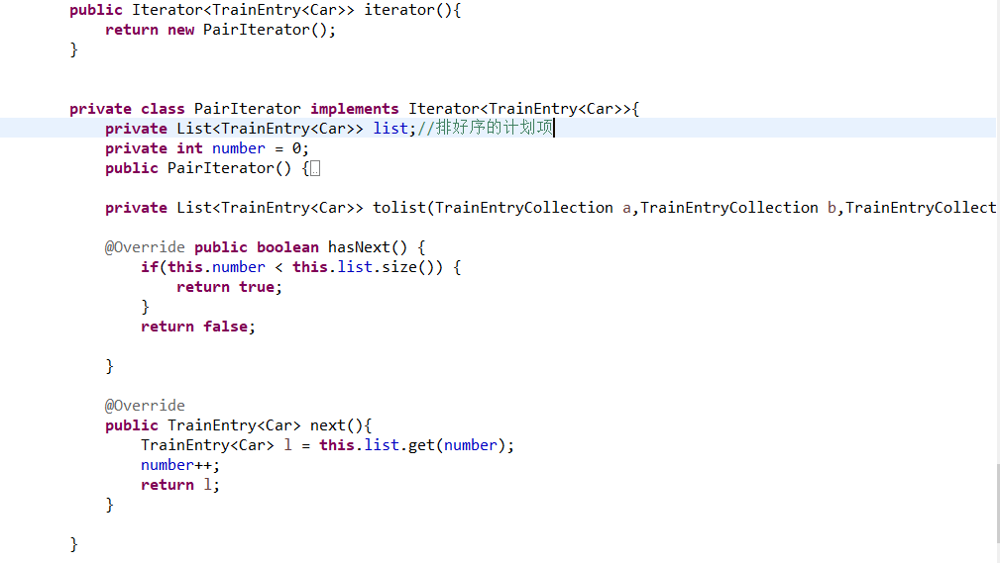 public Iterator<TrainEntry<Car>> iterator(){
return new PairIterator();
}
private class PairIterator implements Iterator<TrainEntry<Car>>{
private List<TrainEntry<Car>> list;//排好序的计划项
private int number = 0;
public PairIterator() {
private List<TrainEntry<Car>> tolist(TrainEntryCollection a,TrainEntryCollection b,TrainEntryCollect
@Override public boolean hasNext() {
if(this.number < this.list.size()) {
return true;
}
return false;
}
@Override
public TrainEntry<Car> next(){
TrainEntry<Car> l = this.list.get(number);
number++;
return l;
}
}